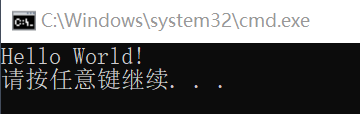 C:\Windows\system32\cmd.exe
Hello World!
请按任意键继续. . .